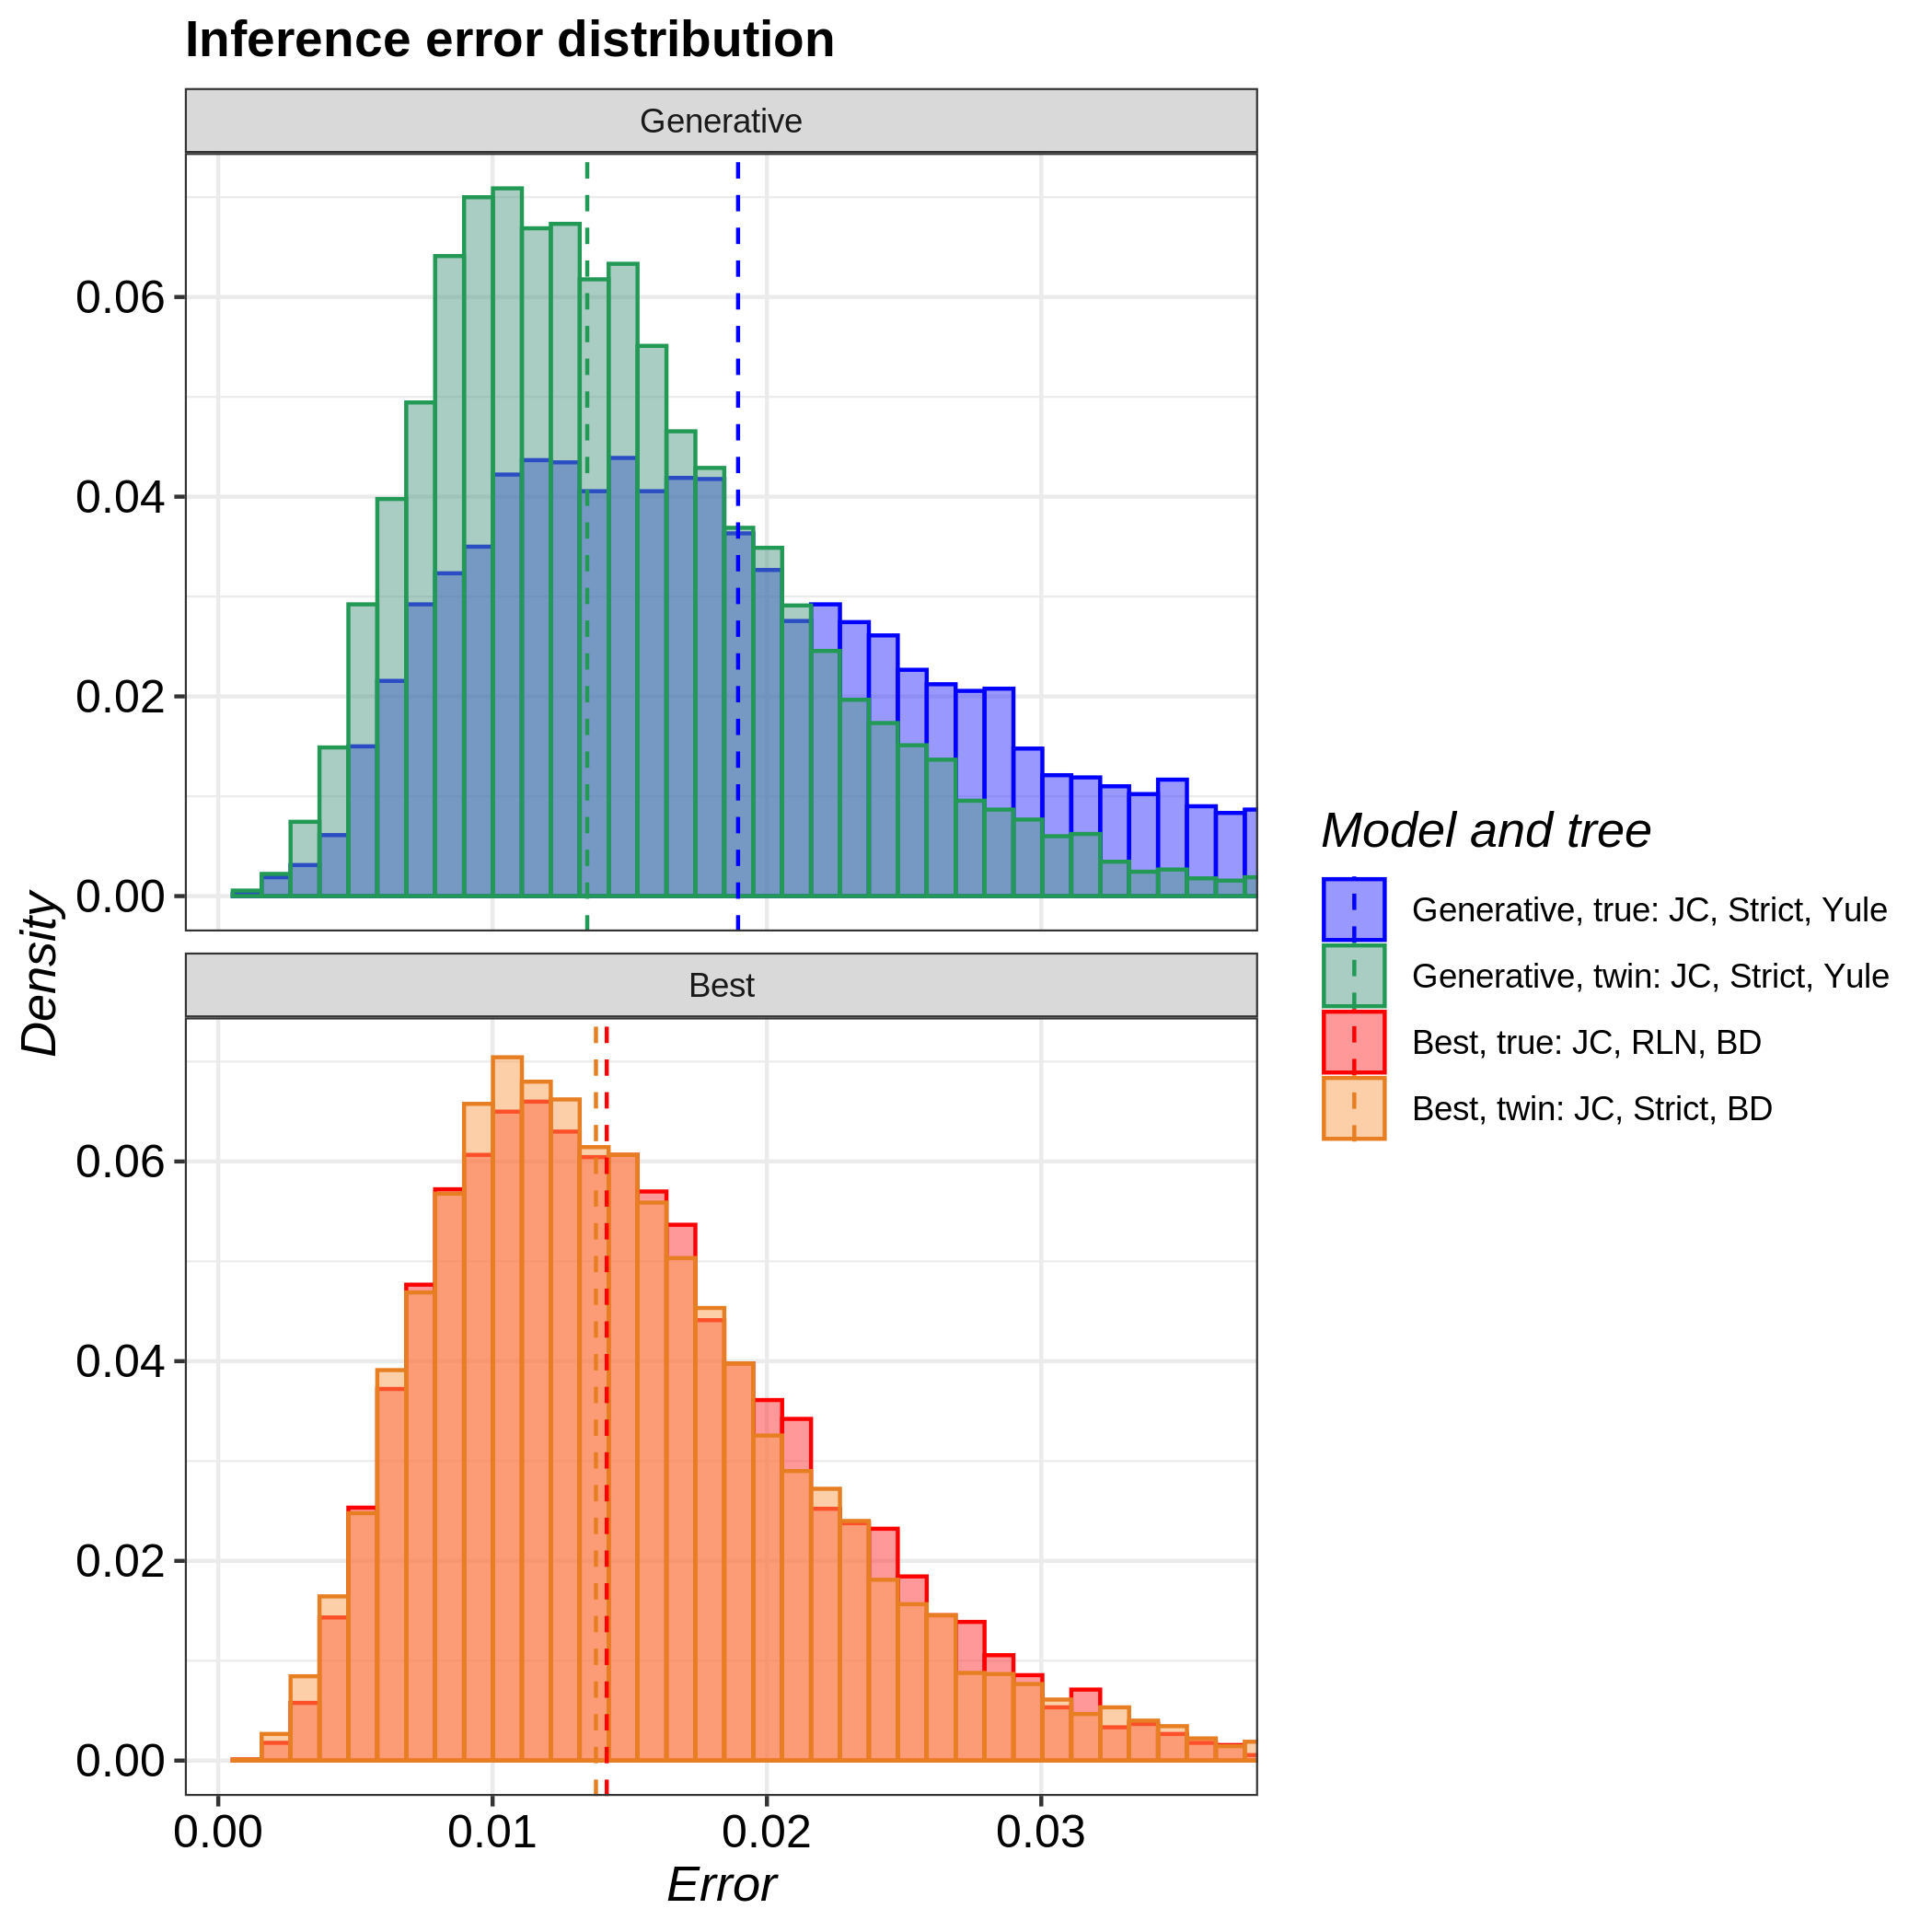 Inference error distribution
Generative
0.06
0.04
0.02
0.00
Density
Best
0.06
0.04
0.02
0.00
0.00 0.01 0.02 0.03
Error
Model and tree
Generative, true: JC, Strict, Yule
Generative, twin: JC, Strict, Yule
Best, true: JC, RLN, BD
Best, twin: JC, Strict, BD